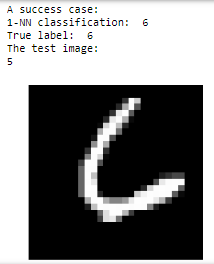 A success case:
1-NN classification:  6
True label:  6
The test image:
5